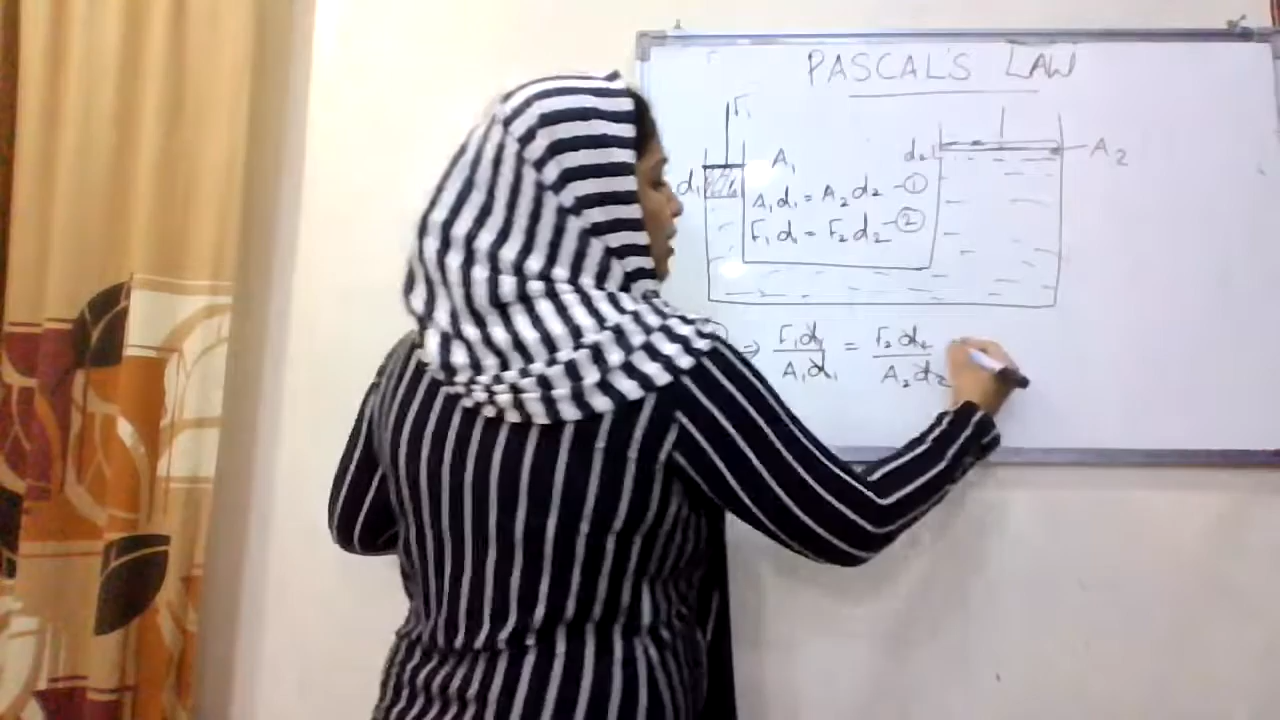 PASCAL'S LAW
F₁
A₁
d₂
A₂
d₁
A₁d₁ = A₂d₂ - ①
F₁d₁ = F₂d₂ - ②
⇒ F₁d₁/A₁d₁ = F₂d₂/A₂d₂